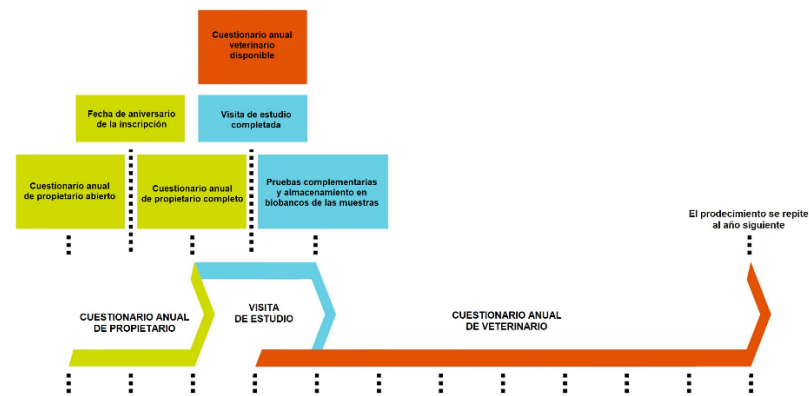 Cuestionario anual
veterinario
disponible
Fecha de aniversario
de la inscripción
Visita de estudio
completada
Cuestionario anual
de propietario abierto
Cuestionario anual
de propietario completo
Pruebas complementarias
y almacenamiento en
biobancos de las muestras
El prodecimiento se repite
al año siguiente
CUESTIONARIO ANUAL
DE PROPIETARIO
VISITA
DE ESTUDIO
CUESTIONARIO ANUAL
DE VETERINARIO